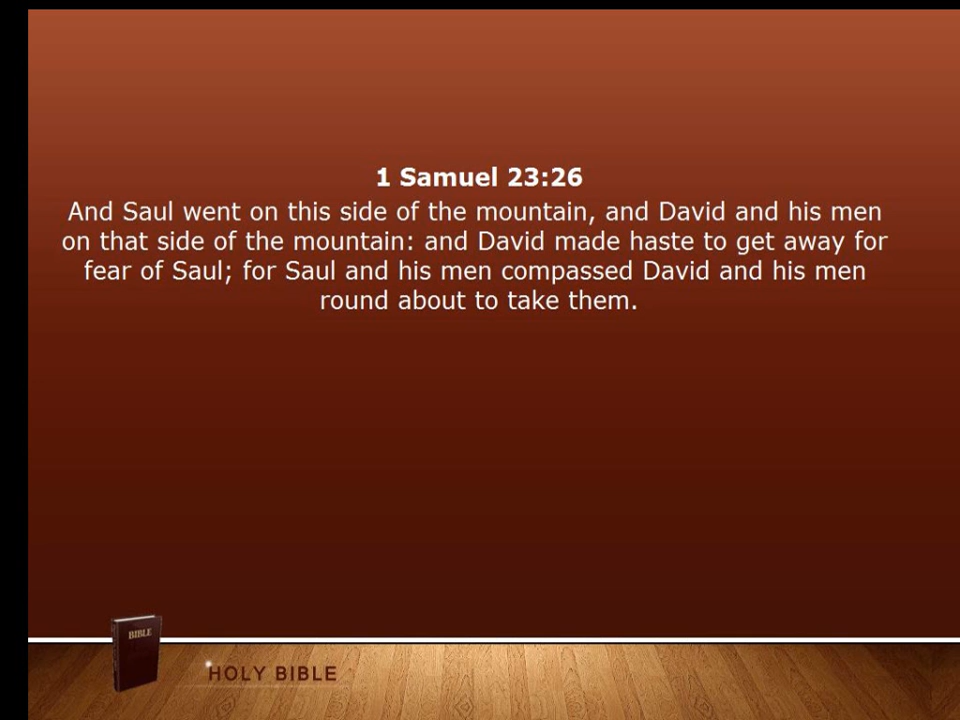 1 Samuel 23:26
And Saul went on this side of the mountain, and David and his men
on that side of the mountain: and David made haste to get away for
fear of Saul; for Saul and his men compassed David and his men
round about to take them.
BIBLE
HOLY BIBLE